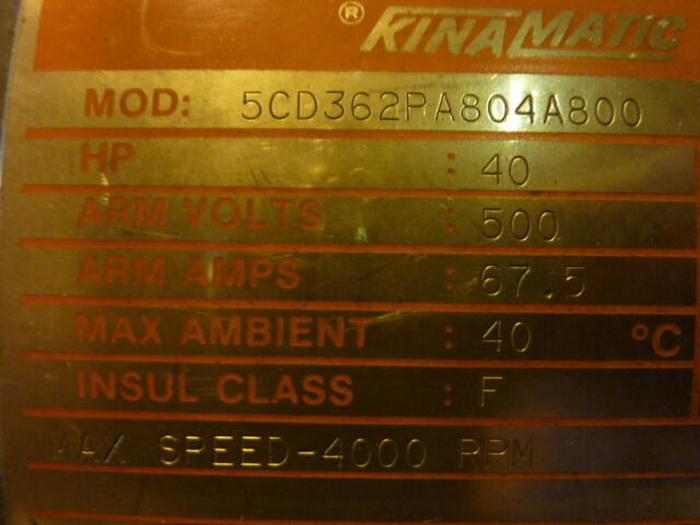 ® KINAMATIC
MOD: 5CD362PA804A800
HP : 40
ARM VOLTS : 500
ARM AMPS : 67.5
MAX AMBIENT : 40 °C
INSUL CLASS : F
MAX SPEED-4000 RPM